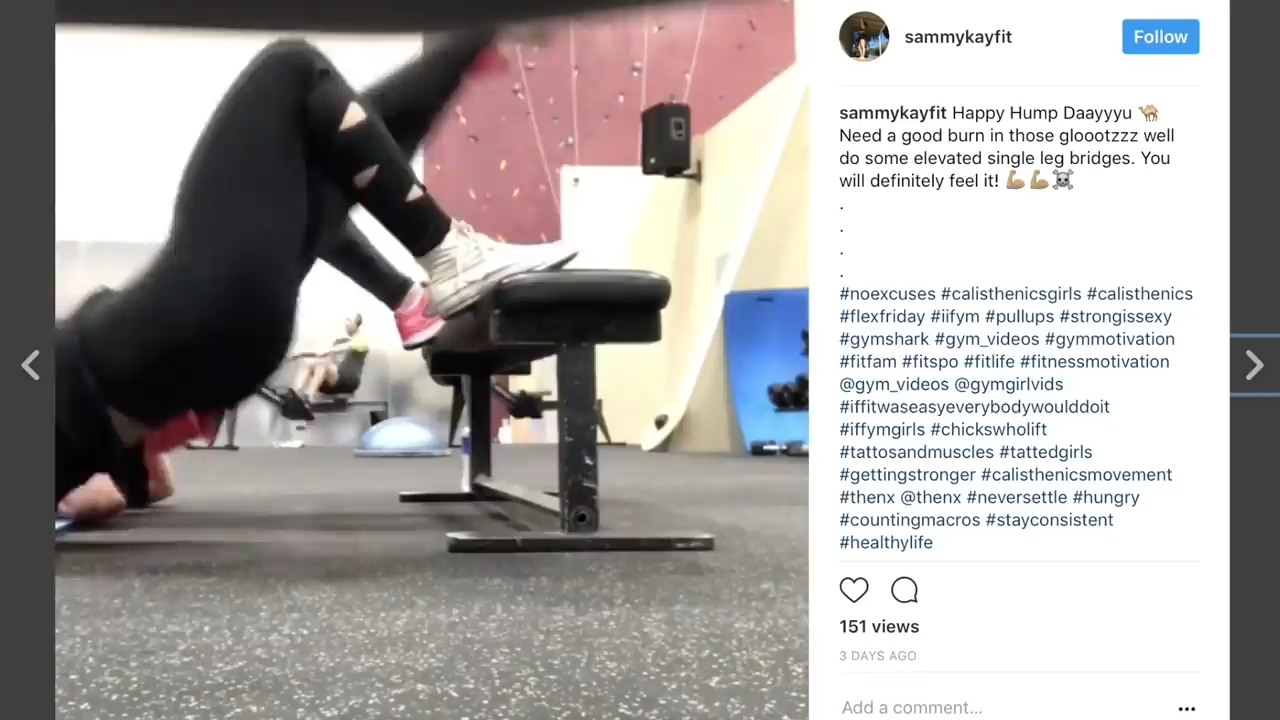 sammykayfit
Follow
sammykayfit Happy Hump Daayyyu 🐫
Need a good burn in those gloootzzz well
do some elevated single leg bridges. You
will definitely feel it! 💪🏽💪🏽☠️
.
.
.
.
#noexcuses #calisthenicsgirls #calisthenics
#flexfriday #iifym #pullups #strongissexy
#gymshark #gym_videos #gymmotivation
#fitfam #fitspo #fitlife #fitnessmotivation
@gym_videos @gymgirlvids
#iffitwaseasyeverybodywoulddoit
#iffymgirls #chickswholift
#tattosandmuscles #tattedgirls
#gettingstronger #calisthenicsmovement
#thenx @thenx #neversettle #hungry
#countingmacros #stayconsistent
#healthylife
151 views
3 DAYS AGO
Add a comment...